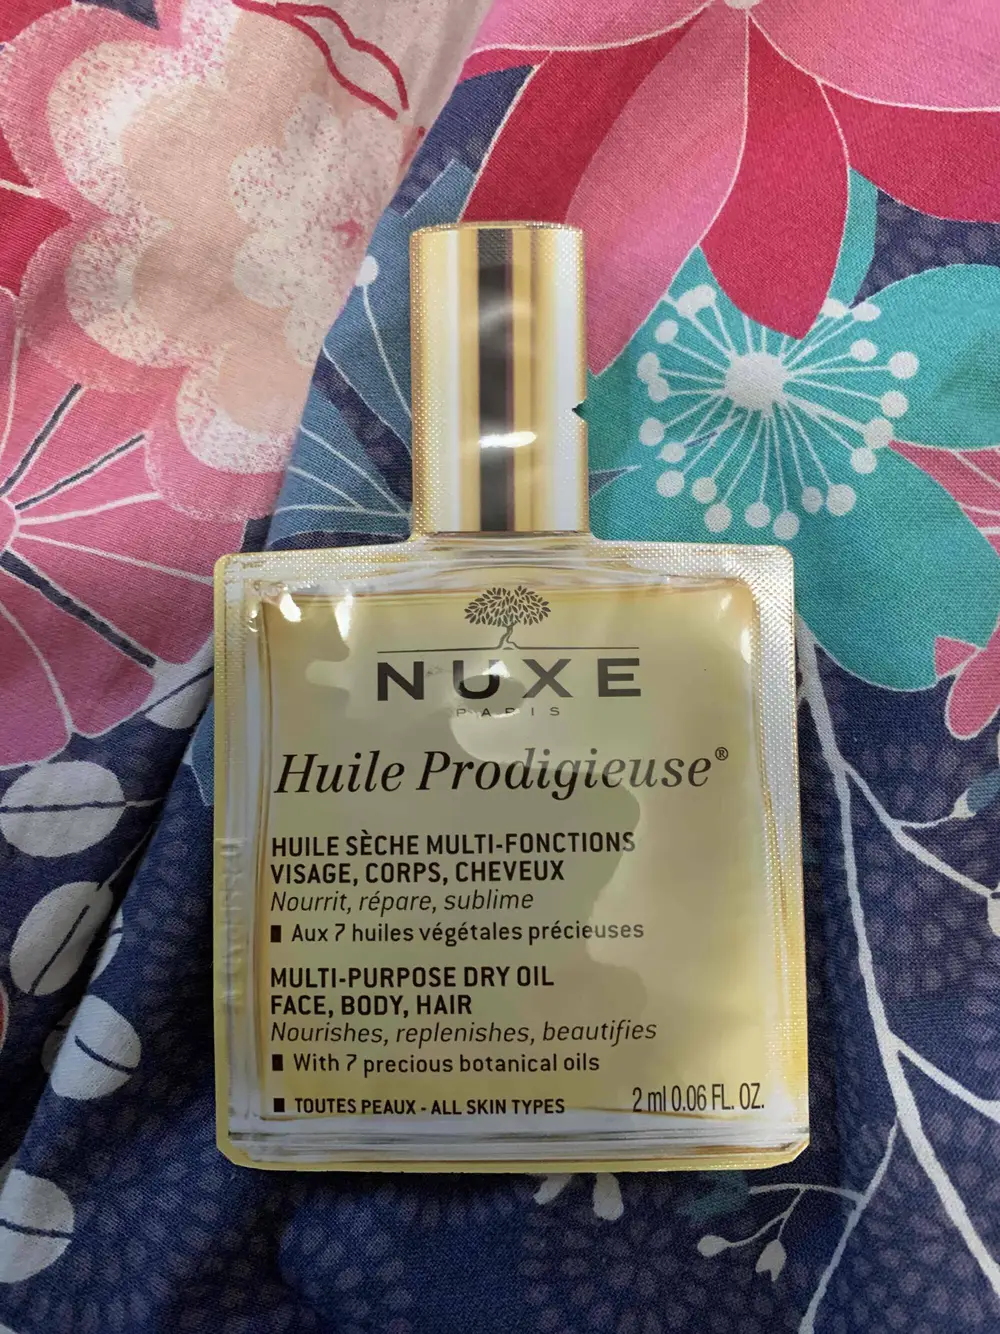 NUXE
PARIS
Huile Prodigieuse®
HUILE SÈCHE MULTI-FONCTIONS
VISAGE, CORPS, CHEVEUX
Nourrit, répare, sublime
Aux 7 huiles végétales précieuses
MULTI-PURPOSE DRY OIL
FACE, BODY, HAIR
Nourishes, replenishes, beautifies
With 7 precious botanical oils
TOUTES PEAUX - ALL SKIN TYPES
2 ml 0.06 FL. OZ.